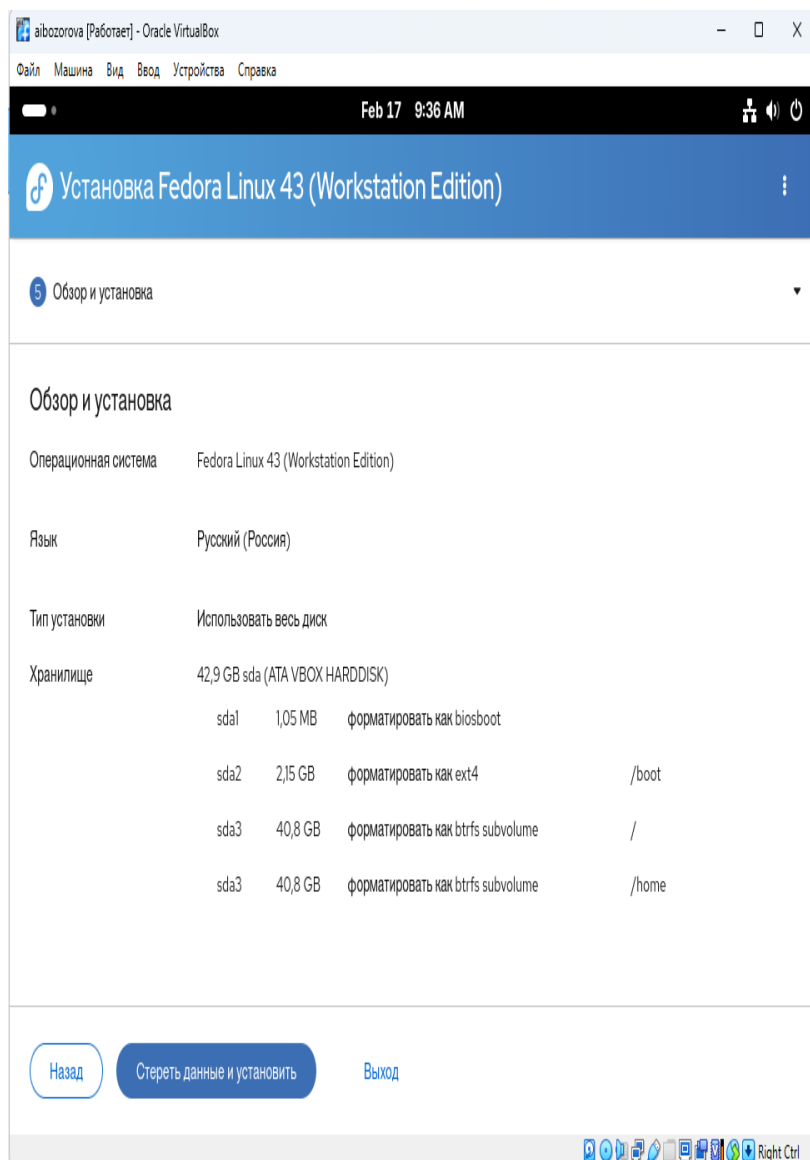 aibozorova [Работает] - Oracle VirtualBox
Файл Машина Вид Ввод Устройства Справка
Feb 17 9:36 AM
Установка Fedora Linux 43 (Workstation Edition)
5 Обзор и установка
Обзор и установка
Операционная система Fedora Linux 43 (Workstation Edition)
Язык Русский (Россия)
Тип установки Использовать весь диск
Хранилище 42,9 GB sda (ATA VBOX HARDDISK)
sda1 1,05 MB форматировать как biosboot
sda2 2,15 GB форматировать как ext4 /boot
sda3 40,8 GB форматировать как btrfs subvolume /
sda3 40,8 GB форматировать как btrfs subvolume /home
Назад Стереть данные и установить Выход
Right Ctrl